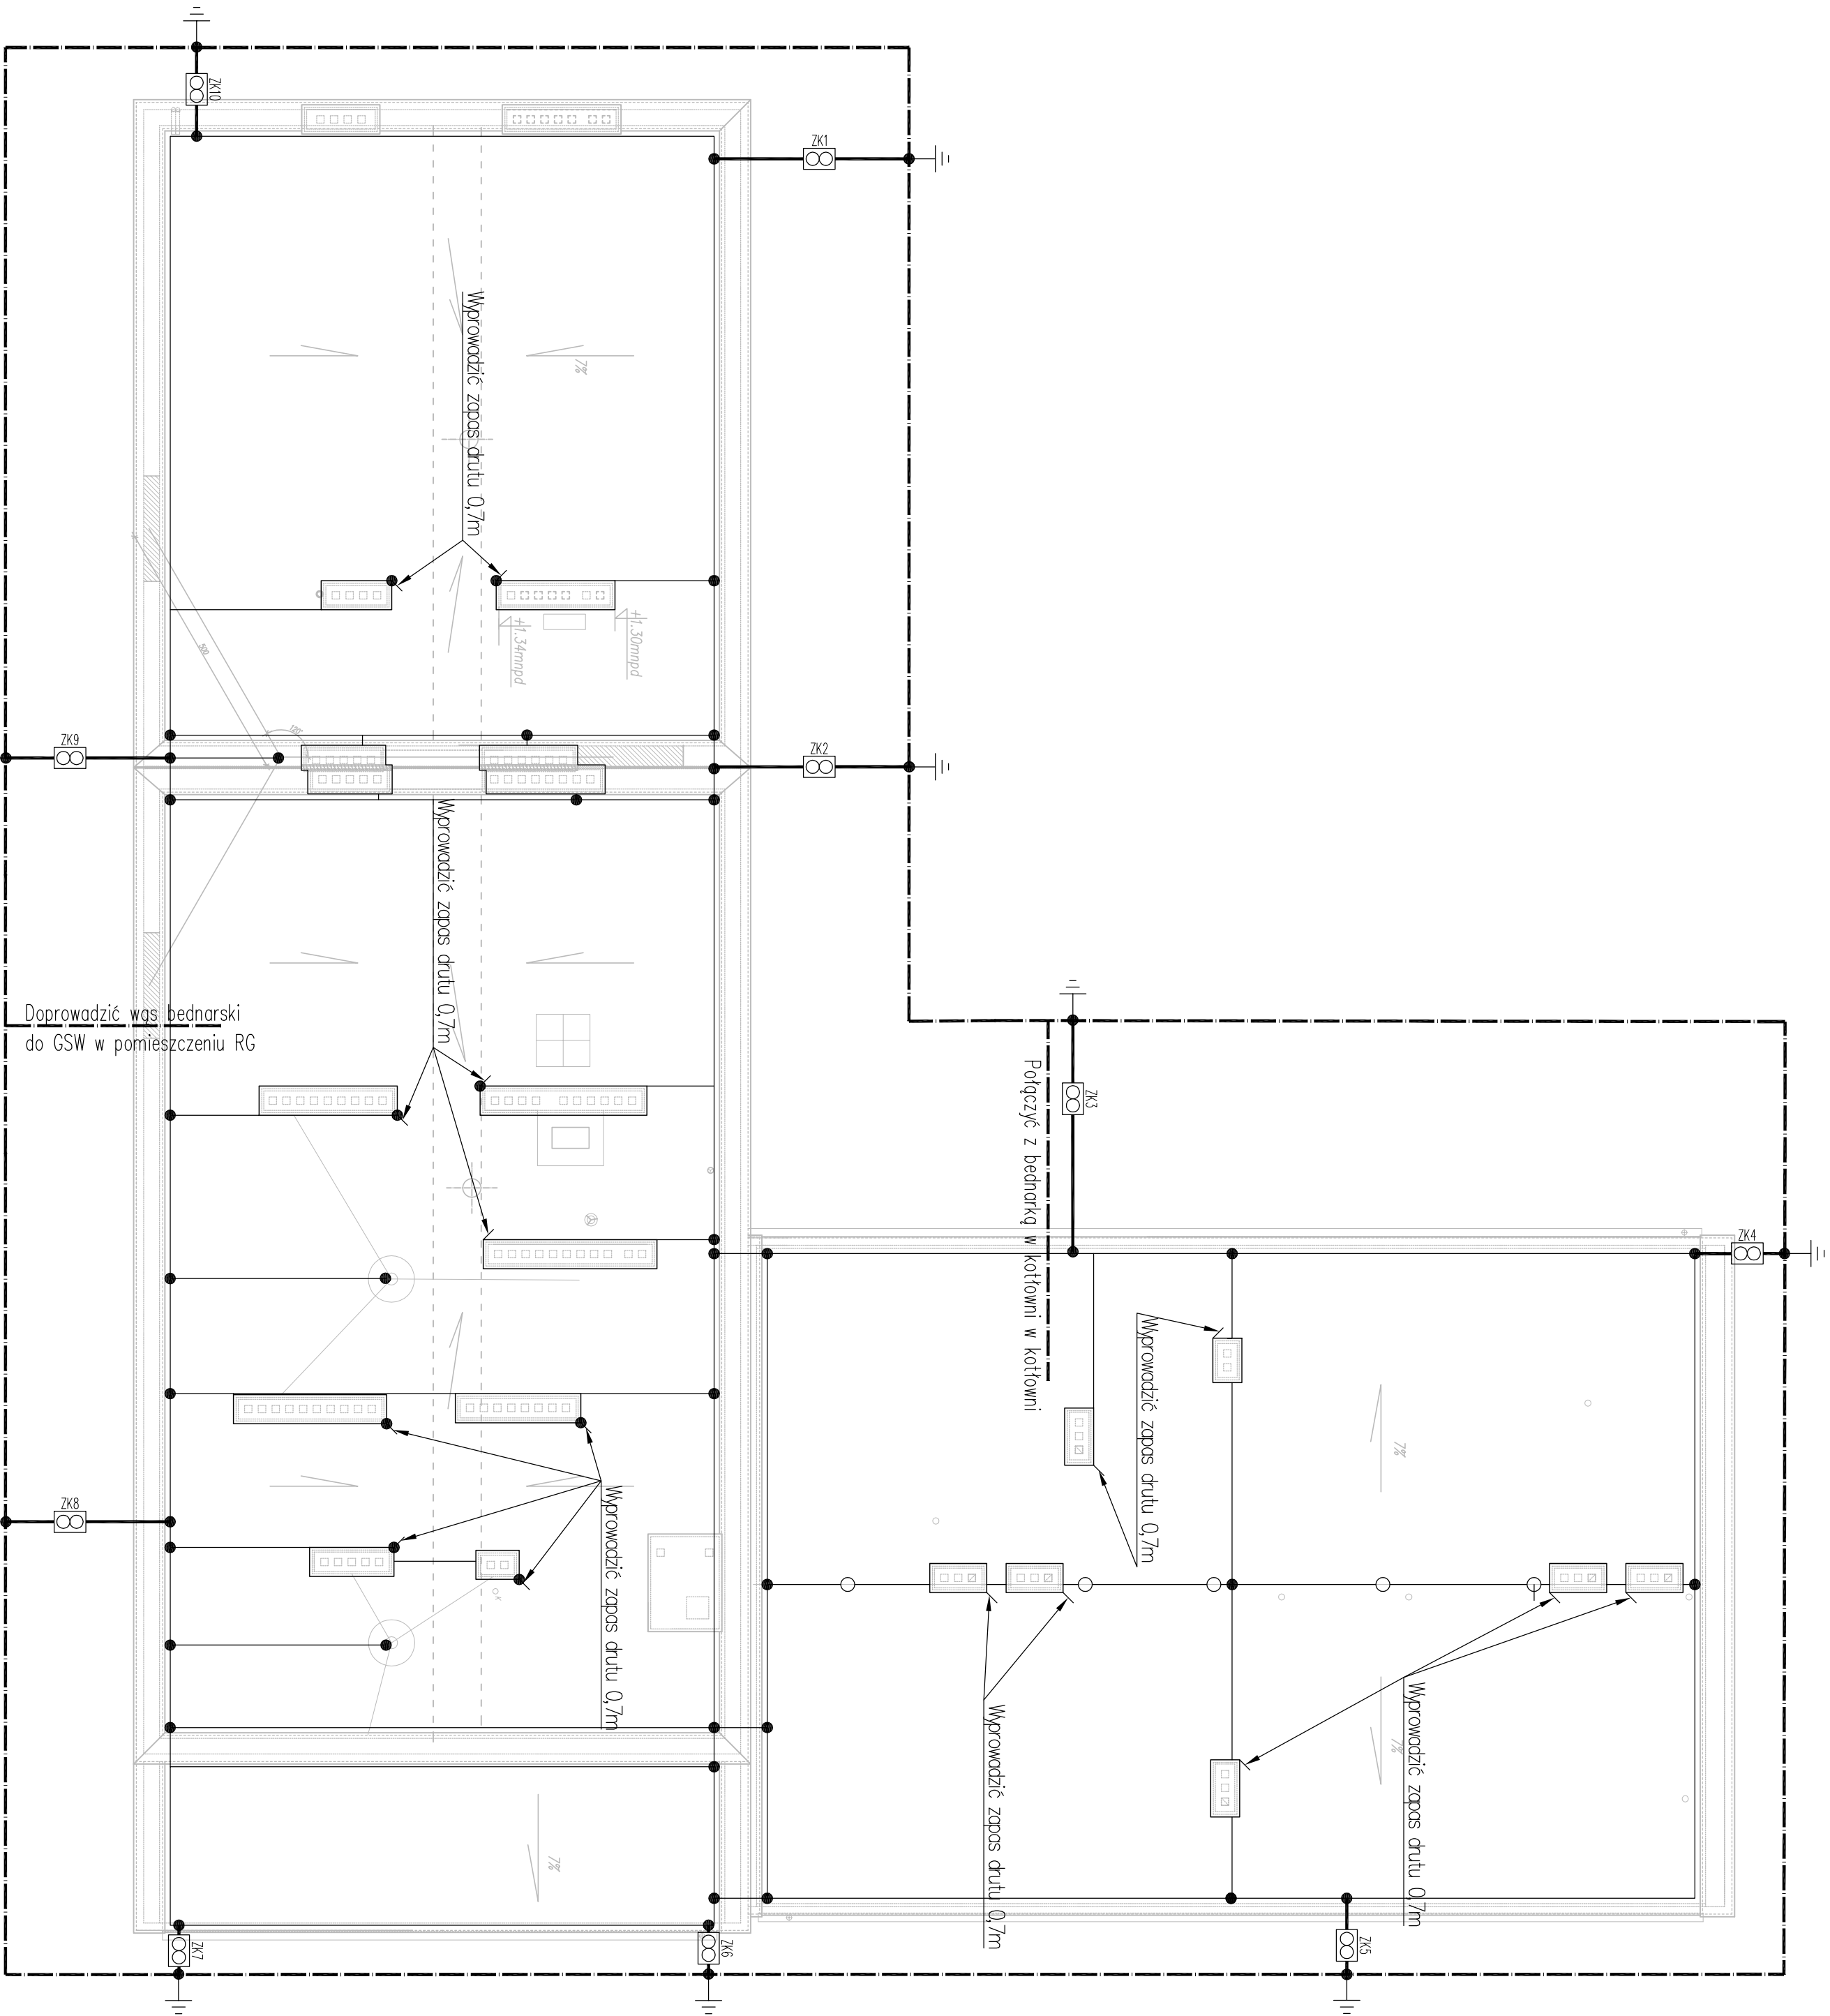 ZK10
ZK1
Wyprowadzić zapas drutu 0,7m
7%
+1.34mnpd
+1.30mnpd
500
120°
ZK9
ZK2
Wyprowadzić zapas drutu 0,7m
Doprowadzić wąs bednarski
do GSW w pomieszczeniu RG
Połączyć z bednarką w kotłowni w kotłowni
ZK3
ZK4
Wyprowadzić zapas drutu 0,7m
7%
ZK8
Wyprowadzić zapas drutu 0,7m
K
Wyprowadzić zapas drutu 0,7m
7%
Wyprowadzić zapas drutu 0,7m
7%
ZK7
ZK6
ZK5